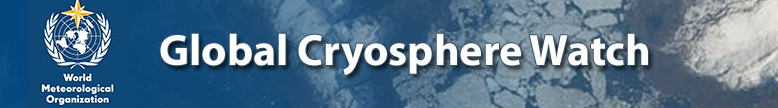 Global Cryosphere Watch
World
Meteorological
Organization